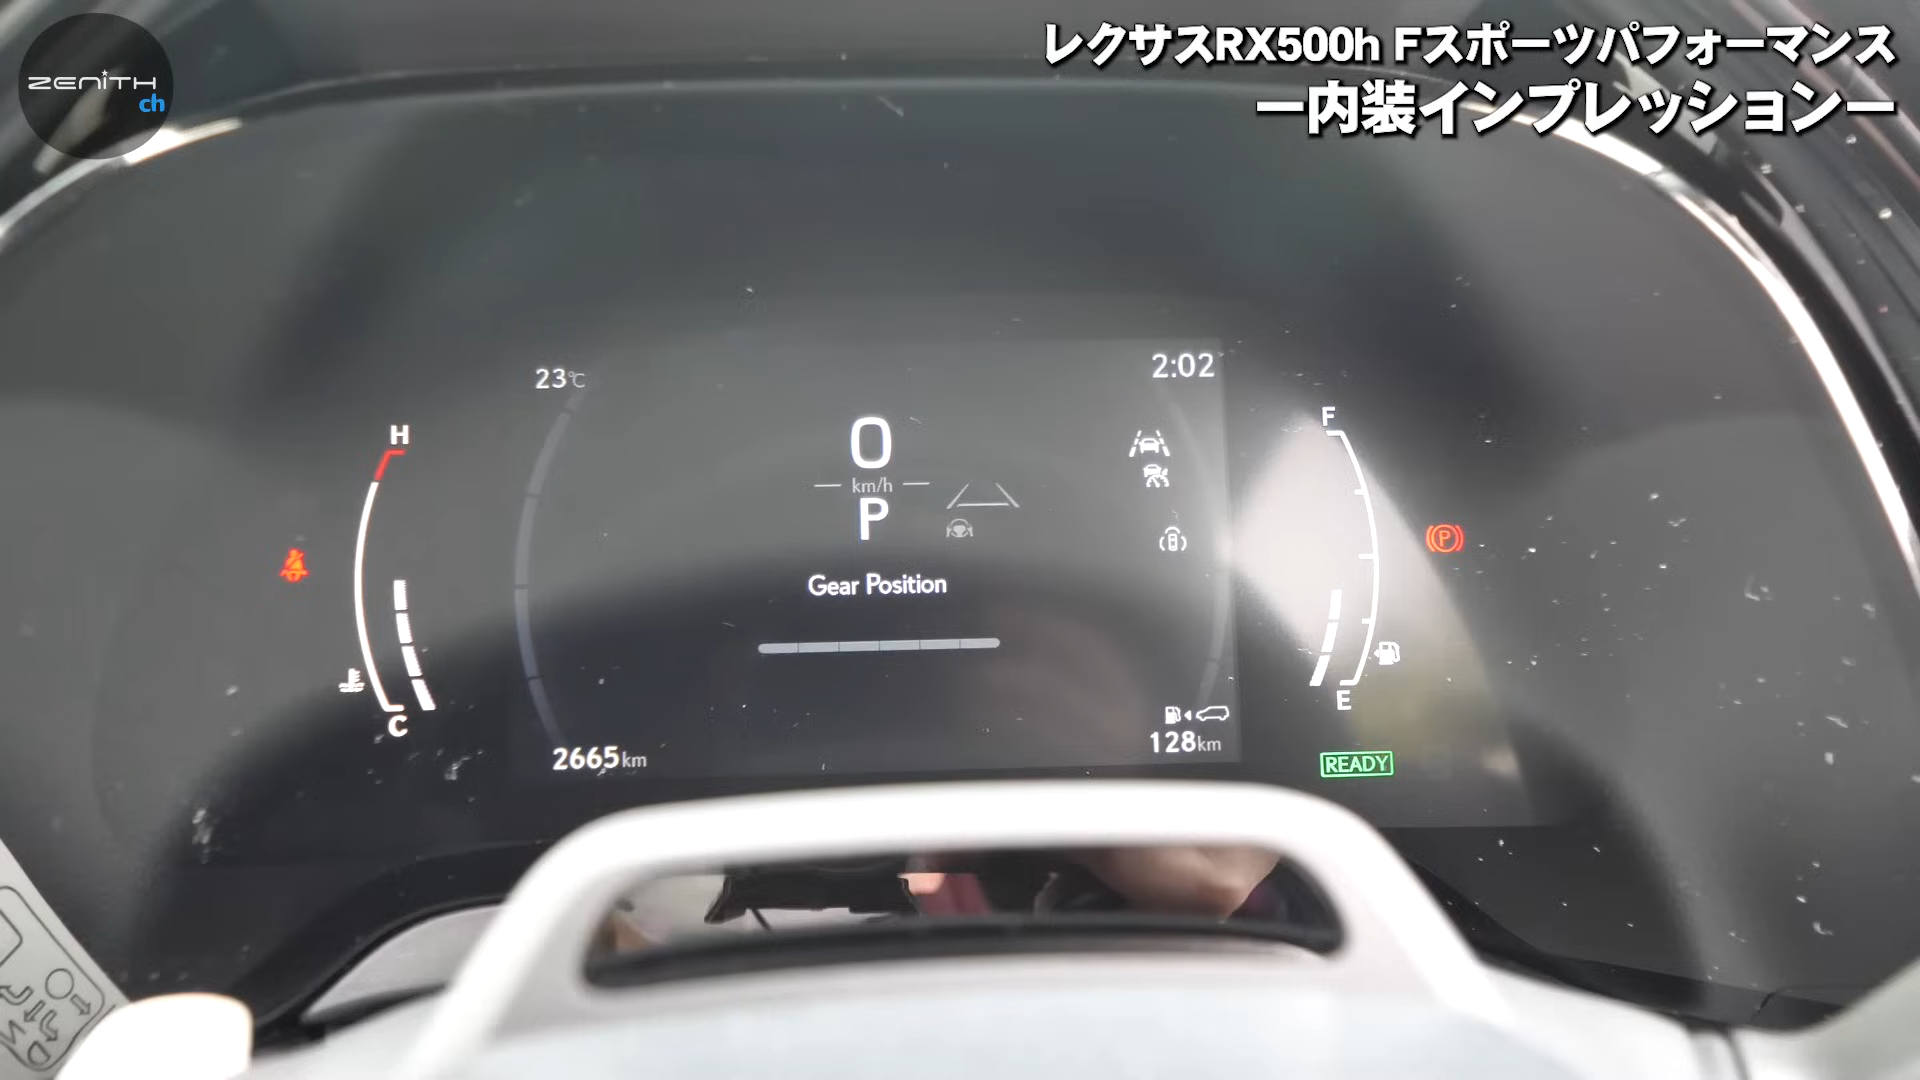 ZENITH
ch
レクサスRX500h Fスポーツパフォーマンス
ー内装インプレッションー
23℃
2:02
H
F
0
km/h
P
Gear Position
P
C
E
2665km
128km
READY